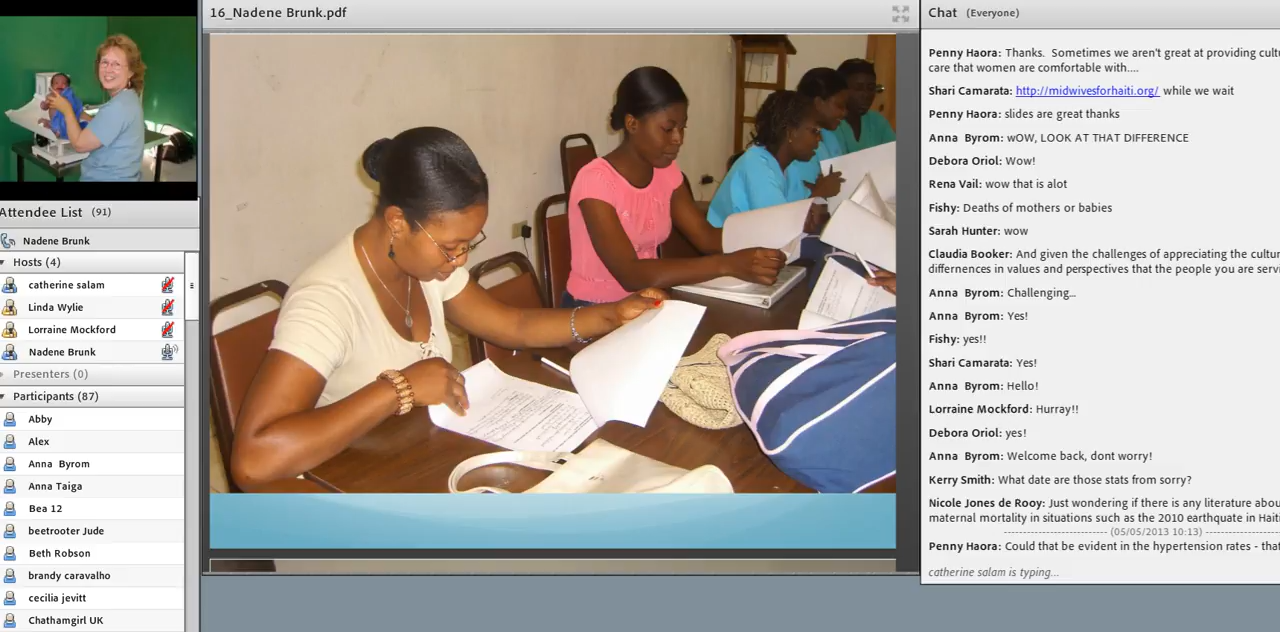 16_Nadene Brunk.pdf
Attendee List (91)
Nadene Brunk
Hosts (4)
catherine salam
Linda Wylie
Lorraine Mockford
Nadene Brunk
Presenters (0)
Participants (87)
Abby
Alex
Anna Byrom
Anna Taiga
Bea 12
beetrooter Jude
Beth Robson
brandy caravalho
cecilia jevitt
Chathamgirl UK
Chat (Everyone)
Penny Haora: Thanks. Sometimes we aren't great at providing cultu
care that women are comfortable with....
Shari Camarata: http://midwivesforhaiti.org/ while we wait
Penny Haora: slides are great thanks
Anna Byrom: wOW, LOOK AT THAT DIFFERENCE
Debora Oriol: Wow!
Rena Vail: wow that is alot
Fishy: Deaths of mothers or babies
Sarah Hunter: wow
Claudia Booker: And given the challenges of appreciating the cultur
differnences in values and perspectives that the people you are servi
Anna Byrom: Challenging...
Anna Byrom: Yes!
Fishy: yes!!
Shari Camarata: Yes!
Anna Byrom: Hello!
Lorraine Mockford: Hurray!!
Debora Oriol: yes!
Anna Byrom: Welcome back, dont worry!
Kerry Smith: What date are those stats from sorry?
Nicole Jones de Rooy: Just wondering if there is any literature abou
maternal mortality in situations such as the 2010 earthquake in Haiti
(05/05/2013 10:13)
Penny Haora: Could that be evident in the hypertension rates - that
catherine salam is typing...